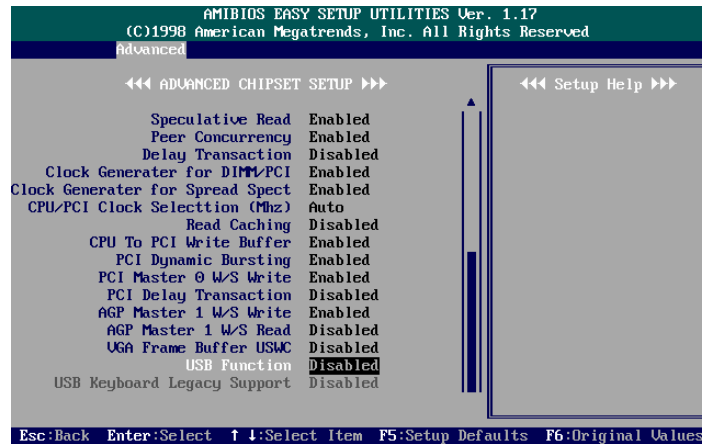 AMIBIOS EASY SETUP UTILITIES Ver. 1.17
(C)1998 American Megatrends, Inc. All Rights Reserved
Advanced
ADVANCED CHIPSET SETUP
Setup Help
Speculative Read Enabled
Peer Concurrency Enabled
Delay Transaction Disabled
Clock Generater for DIMM/PCI Enabled
Clock Generater for Spread Spect Enabled
CPU/PCI Clock Selecttion (Mhz) Auto
Read Caching Disabled
CPU To PCI Write Buffer Enabled
PCI Dynamic Bursting Enabled
PCI Master 0 W/S Write Enabled
PCI Delay Transaction Disabled
AGP Master 1 W/S Write Enabled
AGP Master 1 W/S Read Disabled
VGA Frame Buffer USWC Disabled
USB Function Disabled
USB Keyboard Legacy Support Disabled
Esc:Back Enter:Select ↑ ↓:Select Item F5:Setup Defaults F6:Original Values